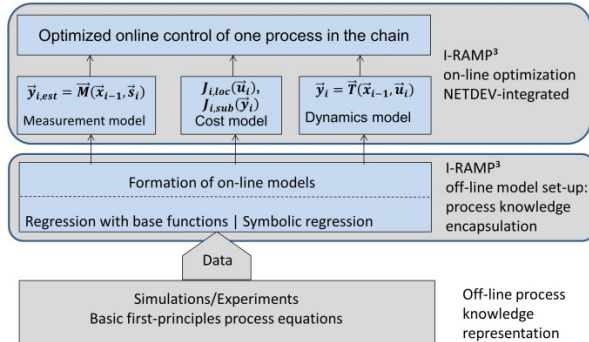 Optimized online control of one process in the chain
I-RAMP³
on-line optimization
NETDEV-integrated
y⃗ᵢ,ₑₛₜ = M⃗(x⃗ᵢ₋₁, s⃗ᵢ)
Measurement model
Jᵢ,ₗₒc(u⃗ᵢ),
Jᵢ,ₛᵤb(y⃗ᵢ)
Cost model
y⃗ᵢ = T⃗(x⃗ᵢ₋₁, u⃗ᵢ)
Dynamics model
Formation of on-line models
Regression with base functions | Symbolic regression
I-RAMP³
off-line model set-up:
process knowledge
encapsulation
Data
Simulations/Experiments
Basic first-principles process equations
Off-line process
knowledge
representation